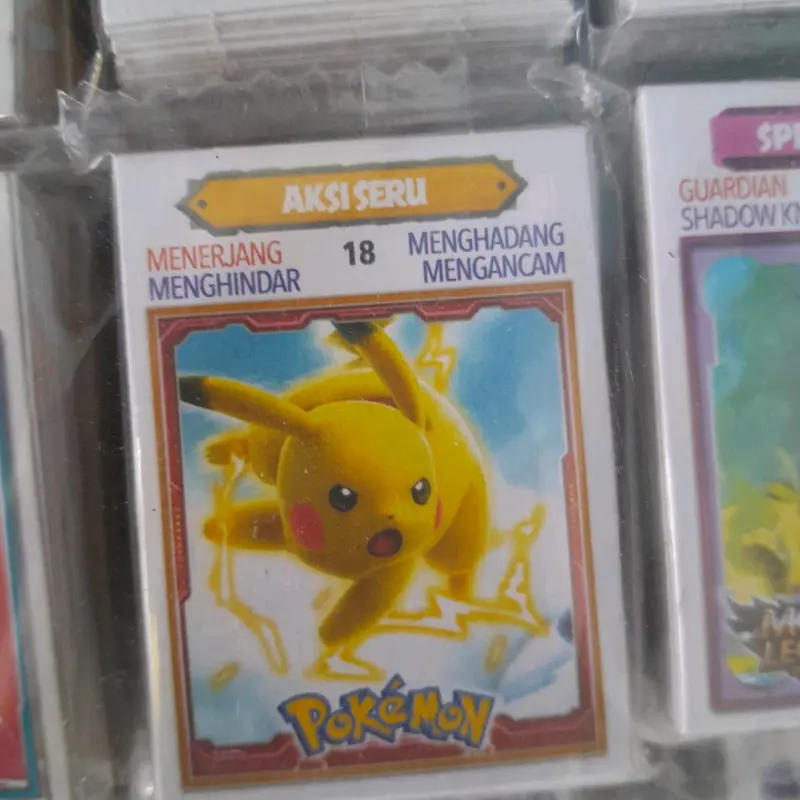 AKSI SERU
MENERJANG 18 MENGHADANG
MENGHINDAR MENGANCAM
POKéMON
GUARDIAN
SHADOW